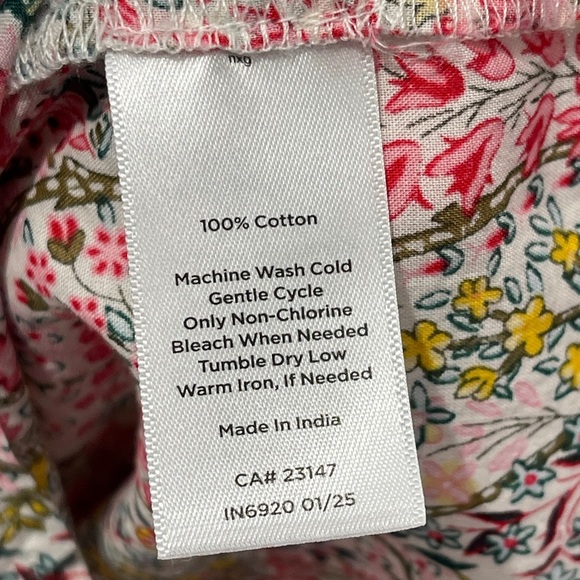 100% Cotton
Machine Wash Cold
Gentle Cycle
Only Non-Chlorine
Bleach When Needed
Tumble Dry Low
Warm Iron, If Needed
Made In India
CA# 23147
IN6920 01/25